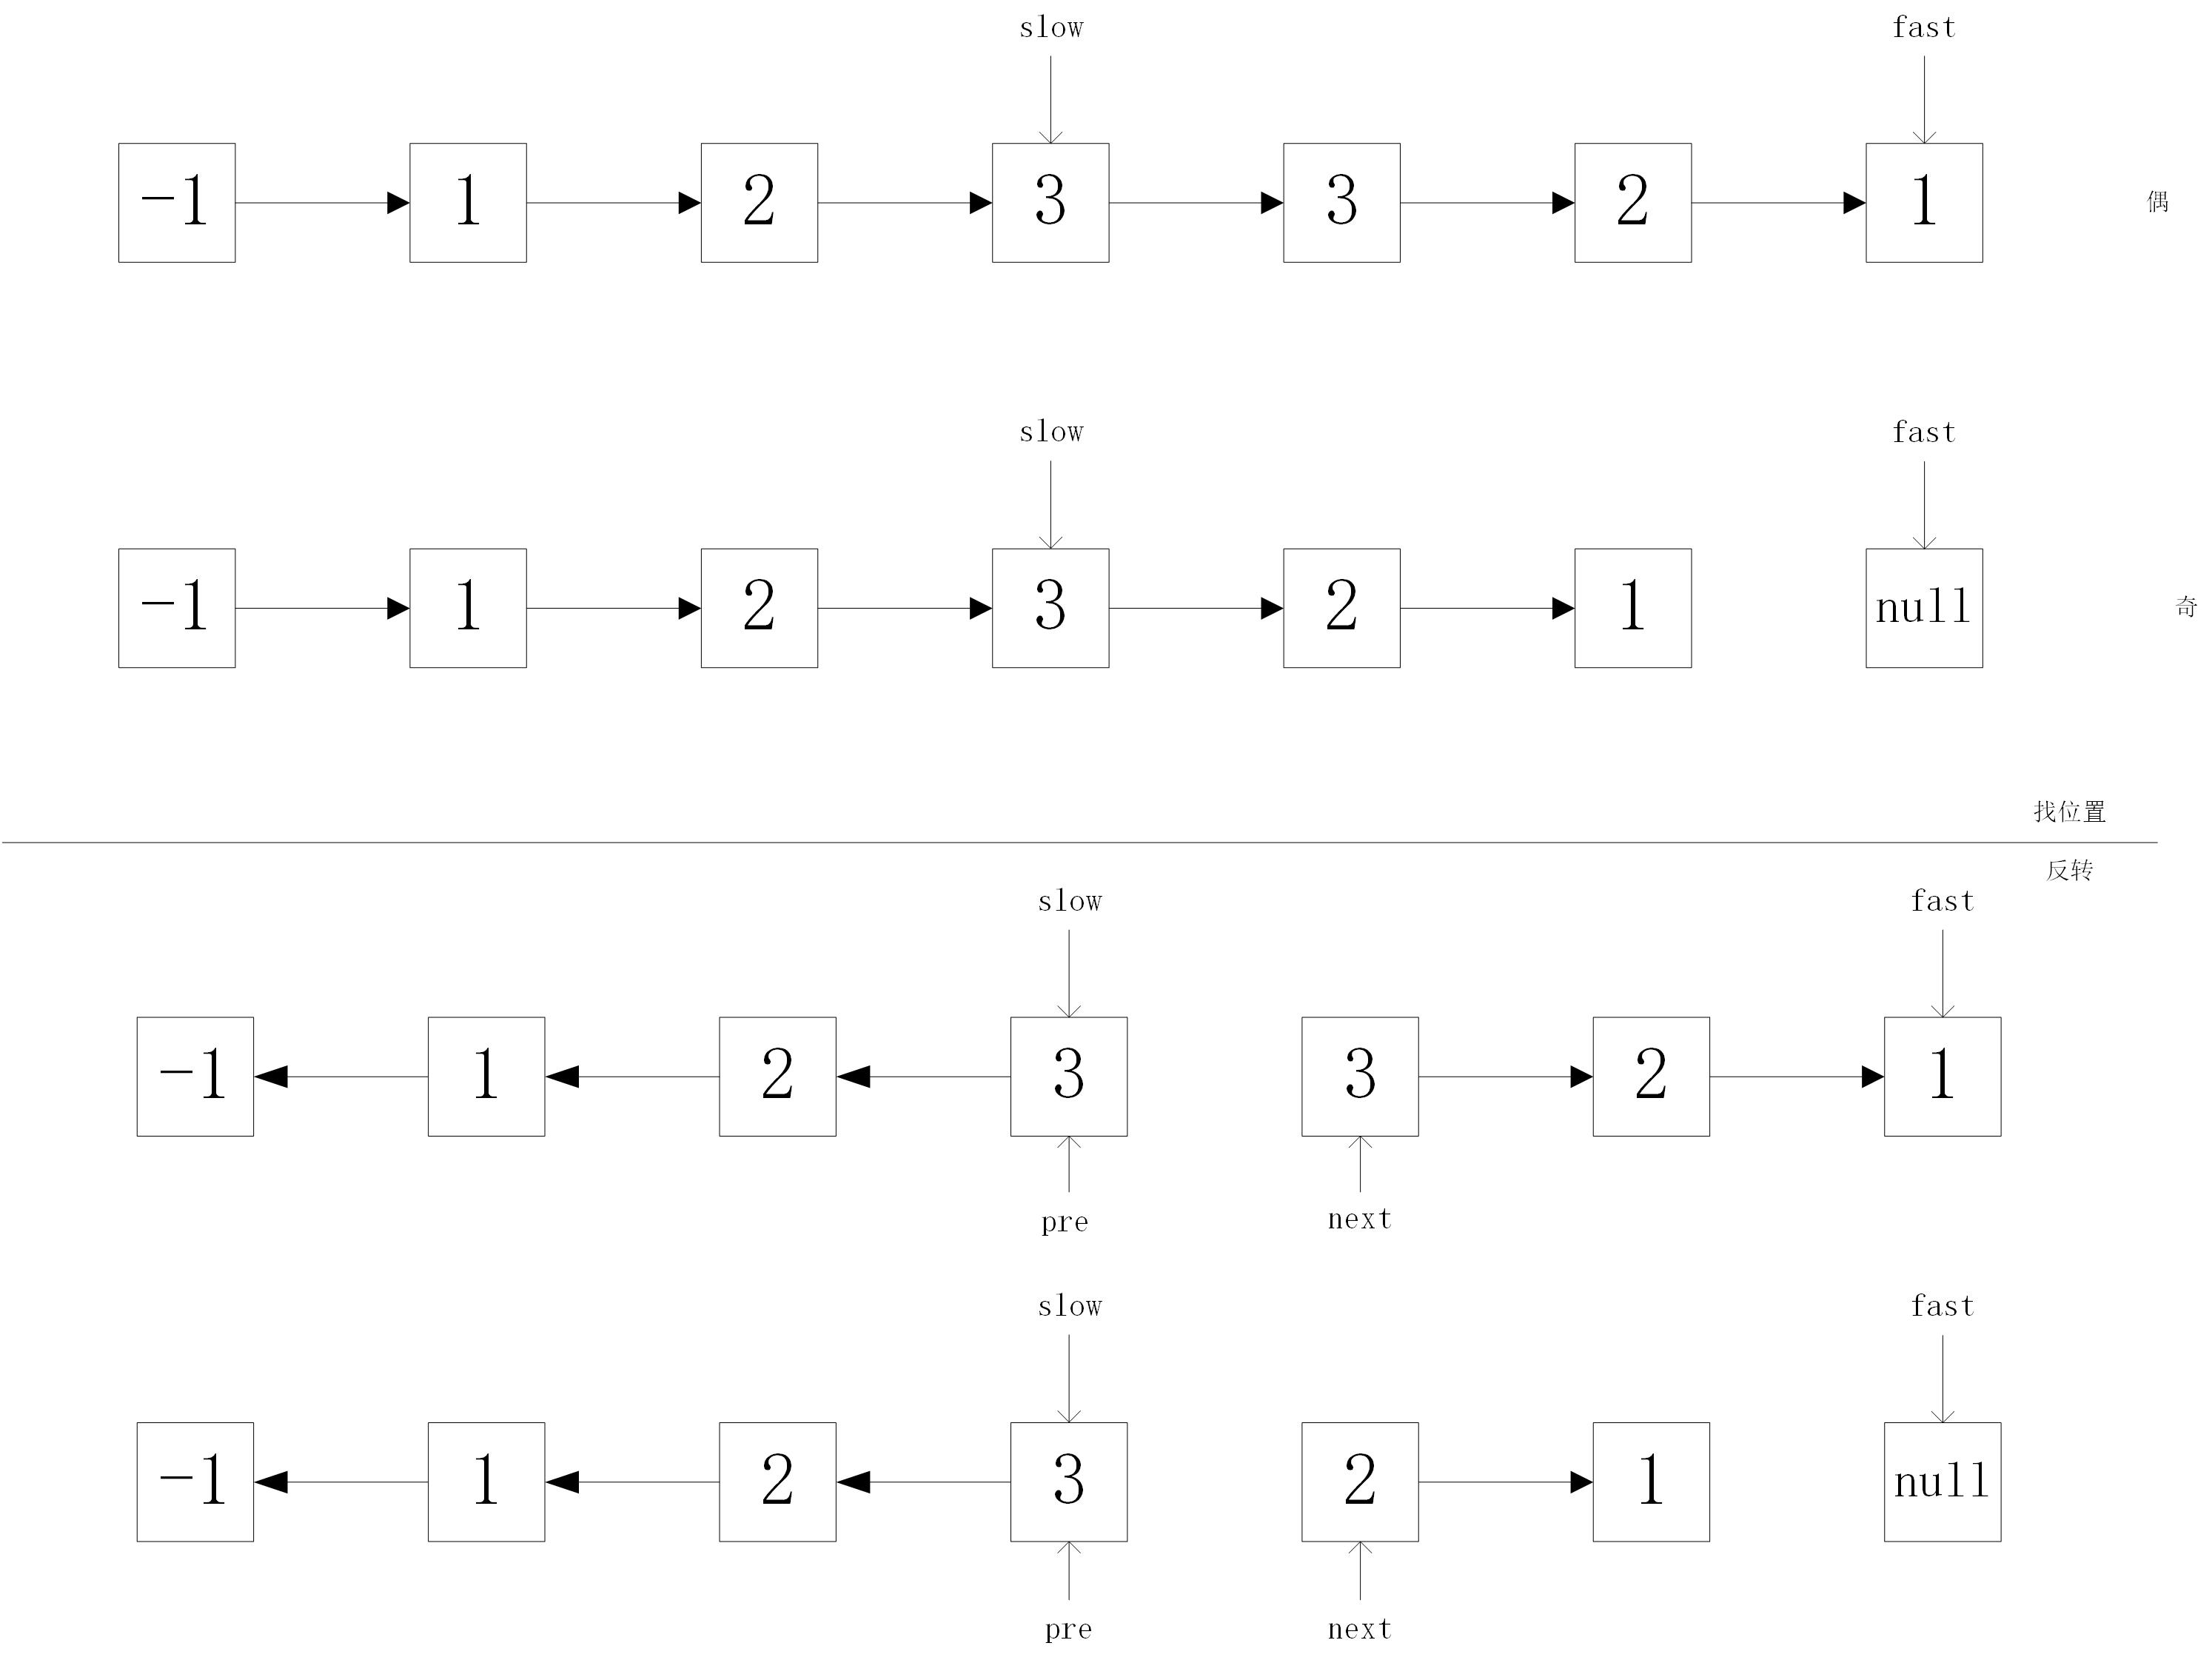 slow fast
-1 1 2 3 3 2 1 偶
slow fast
-1 1 2 3 2 1 null 奇
找位置
反转
slow fast
-1 1 2 3 3 2 1
pre next
slow fast
-1 1 2 3 2 1 null
pre next